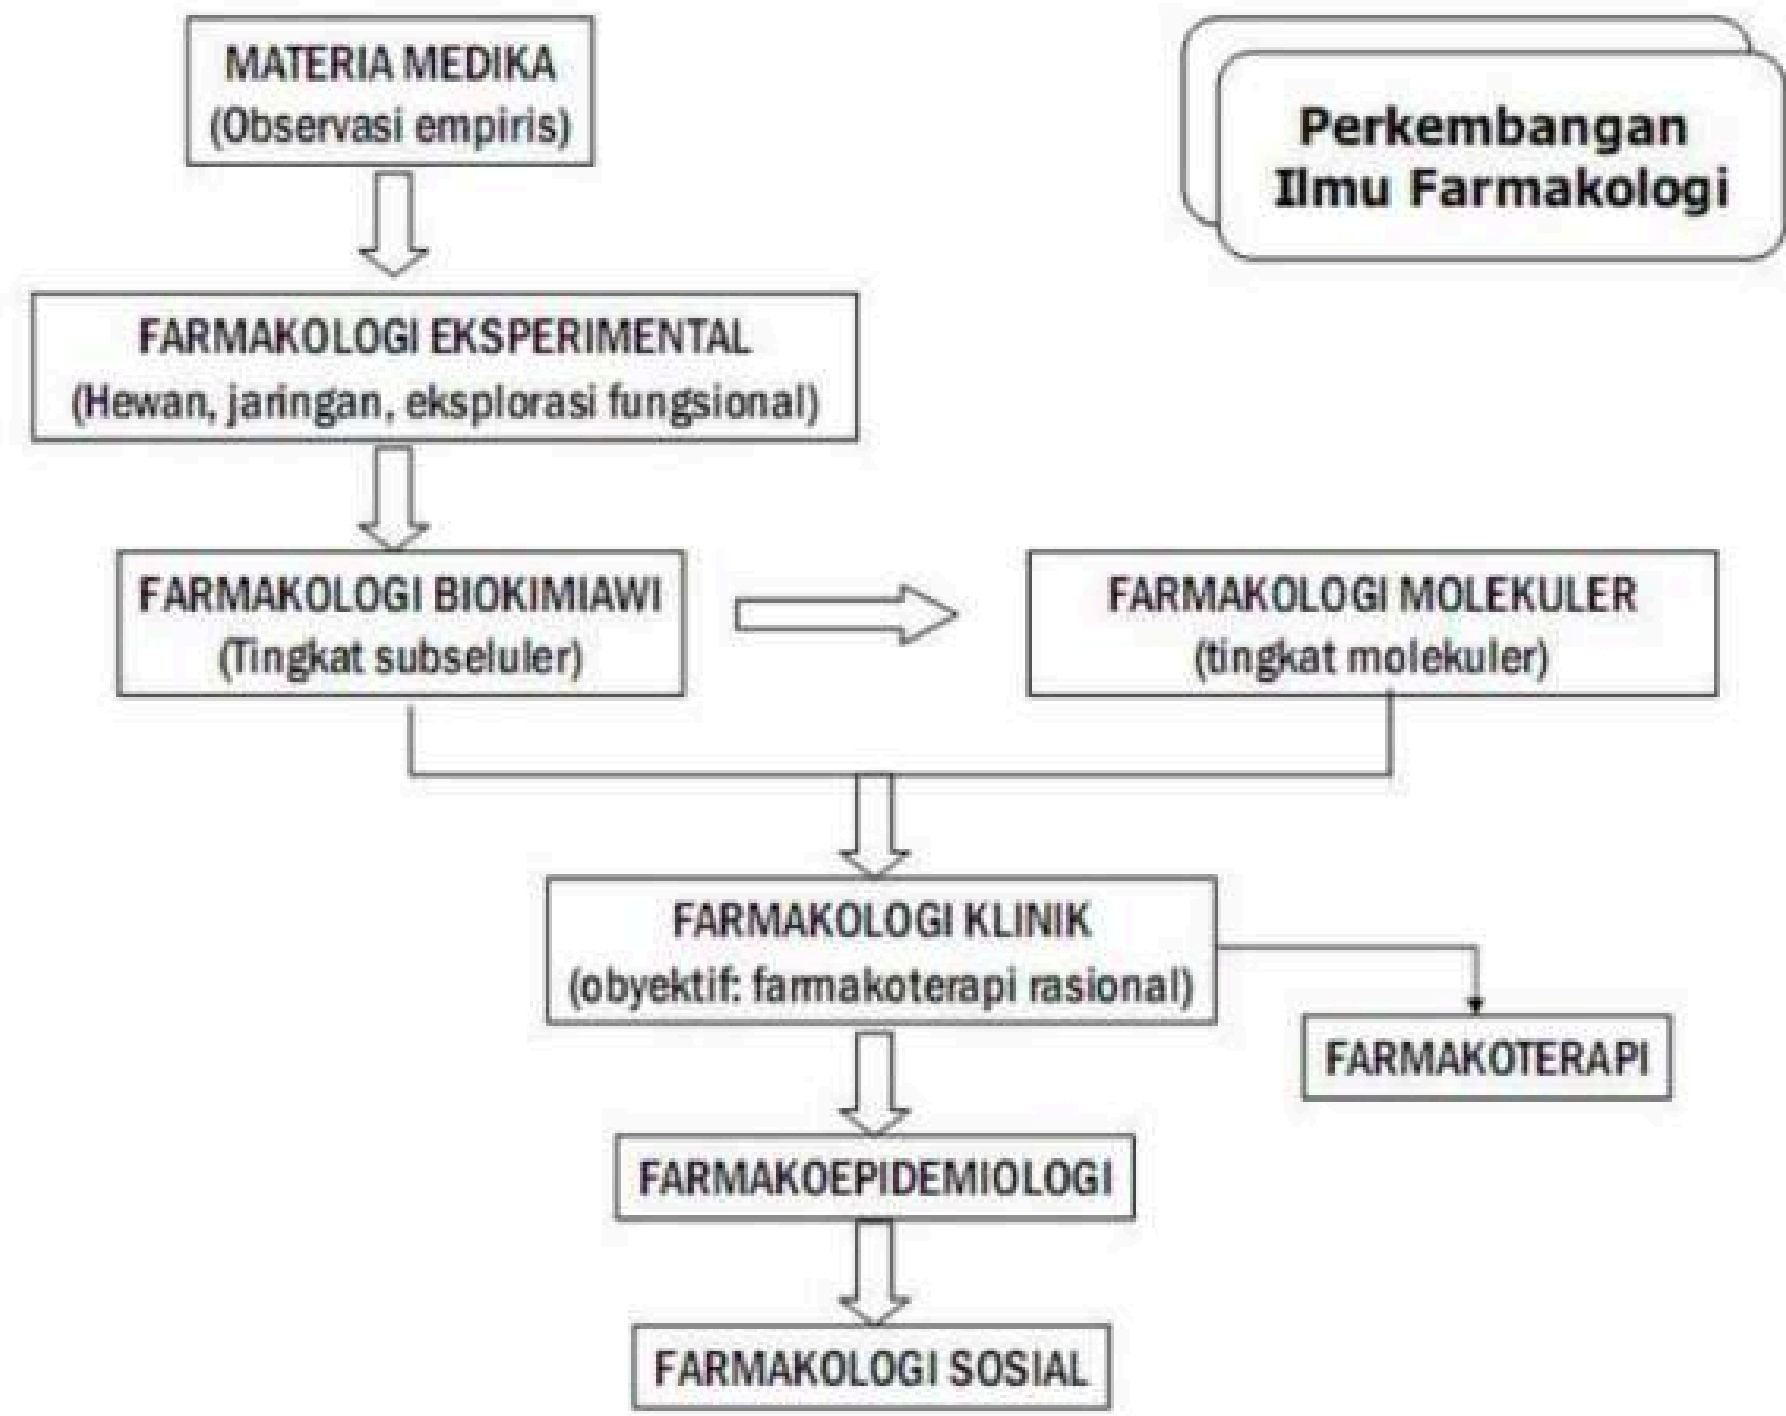 MATERIA MEDIKA
(Observasi empiris)
Perkembangan
Ilmu Farmakologi
FARMAKOLOGI EKSPERIMENTAL
(Hewan, jaringan, eksplorasi fungsional)
FARMAKOLOGI BIOKIMIAWI
(Tingkat subseluler)
FARMAKOLOGI MOLEKULER
(tingkat molekuler)
FARMAKOLOGI KLINIK
(obyektif: farmakoterapi rasional)
FARMAKOTERAPI
FARMAKOEPIDEMIOLOGI
FARMAKOLOGI SOSIAL